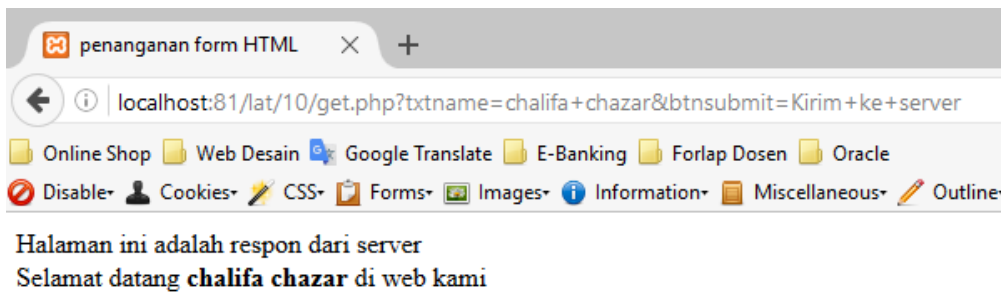 penanganan form HTML
localhost:81/lat/10/get.php?txtname=chalifa+chazar&btnsubmit=Kirim+ke+server
Online Shop Web Desain Google Translate E-Banking Forlap Dosen Oracle
Disable Cookies CSS Forms Images Information Miscellaneous Outline
Halaman ini adalah respon dari server
Selamat datang chalifa chazar di web kami